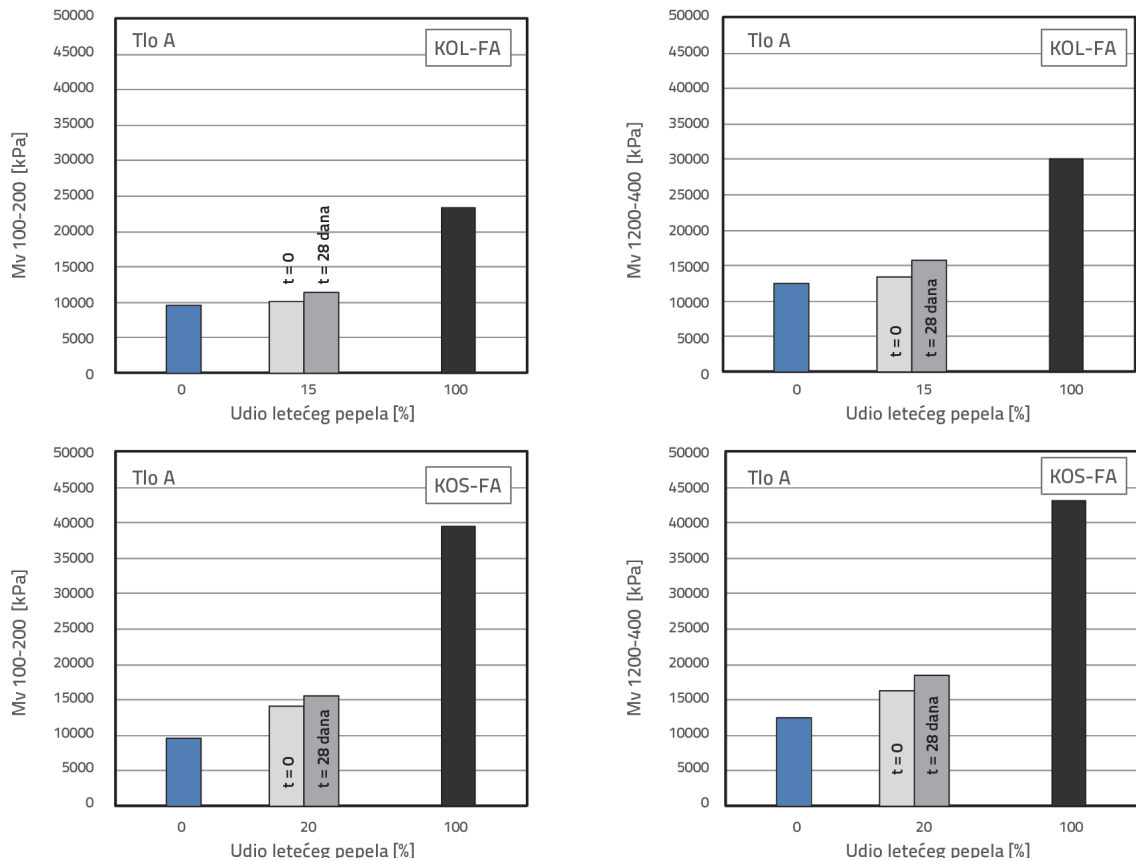 Tlo A
KOL-FA
Mv 100-200 [kPa]
50000
45000
40000
35000
30000
25000
20000
15000
10000
5000
0
t = 0
t = 28 dana
0
15
100
Udio letećeg pepela [%]
Tlo A
KOL-FA
Mv 1200-400 [kPa]
50000
45000
40000
35000
30000
25000
20000
15000
10000
5000
0
t = 0
t = 28 dana
0
15
100
Udio letećeg pepela [%]
Tlo A
KOS-FA
Mv 100-200 [kPa]
50000
45000
40000
35000
30000
25000
20000
15000
10000
5000
0
t = 0
t = 28 dana
0
20
100
Udio letećeg pepela [%]
Tlo A
KOS-FA
Mv 1200-400 [kPa]
50000
45000
40000
35000
30000
25000
20000
15000
10000
5000
0
t = 0
t = 28 dana
0
20
100
Udio letećeg pepela [%]